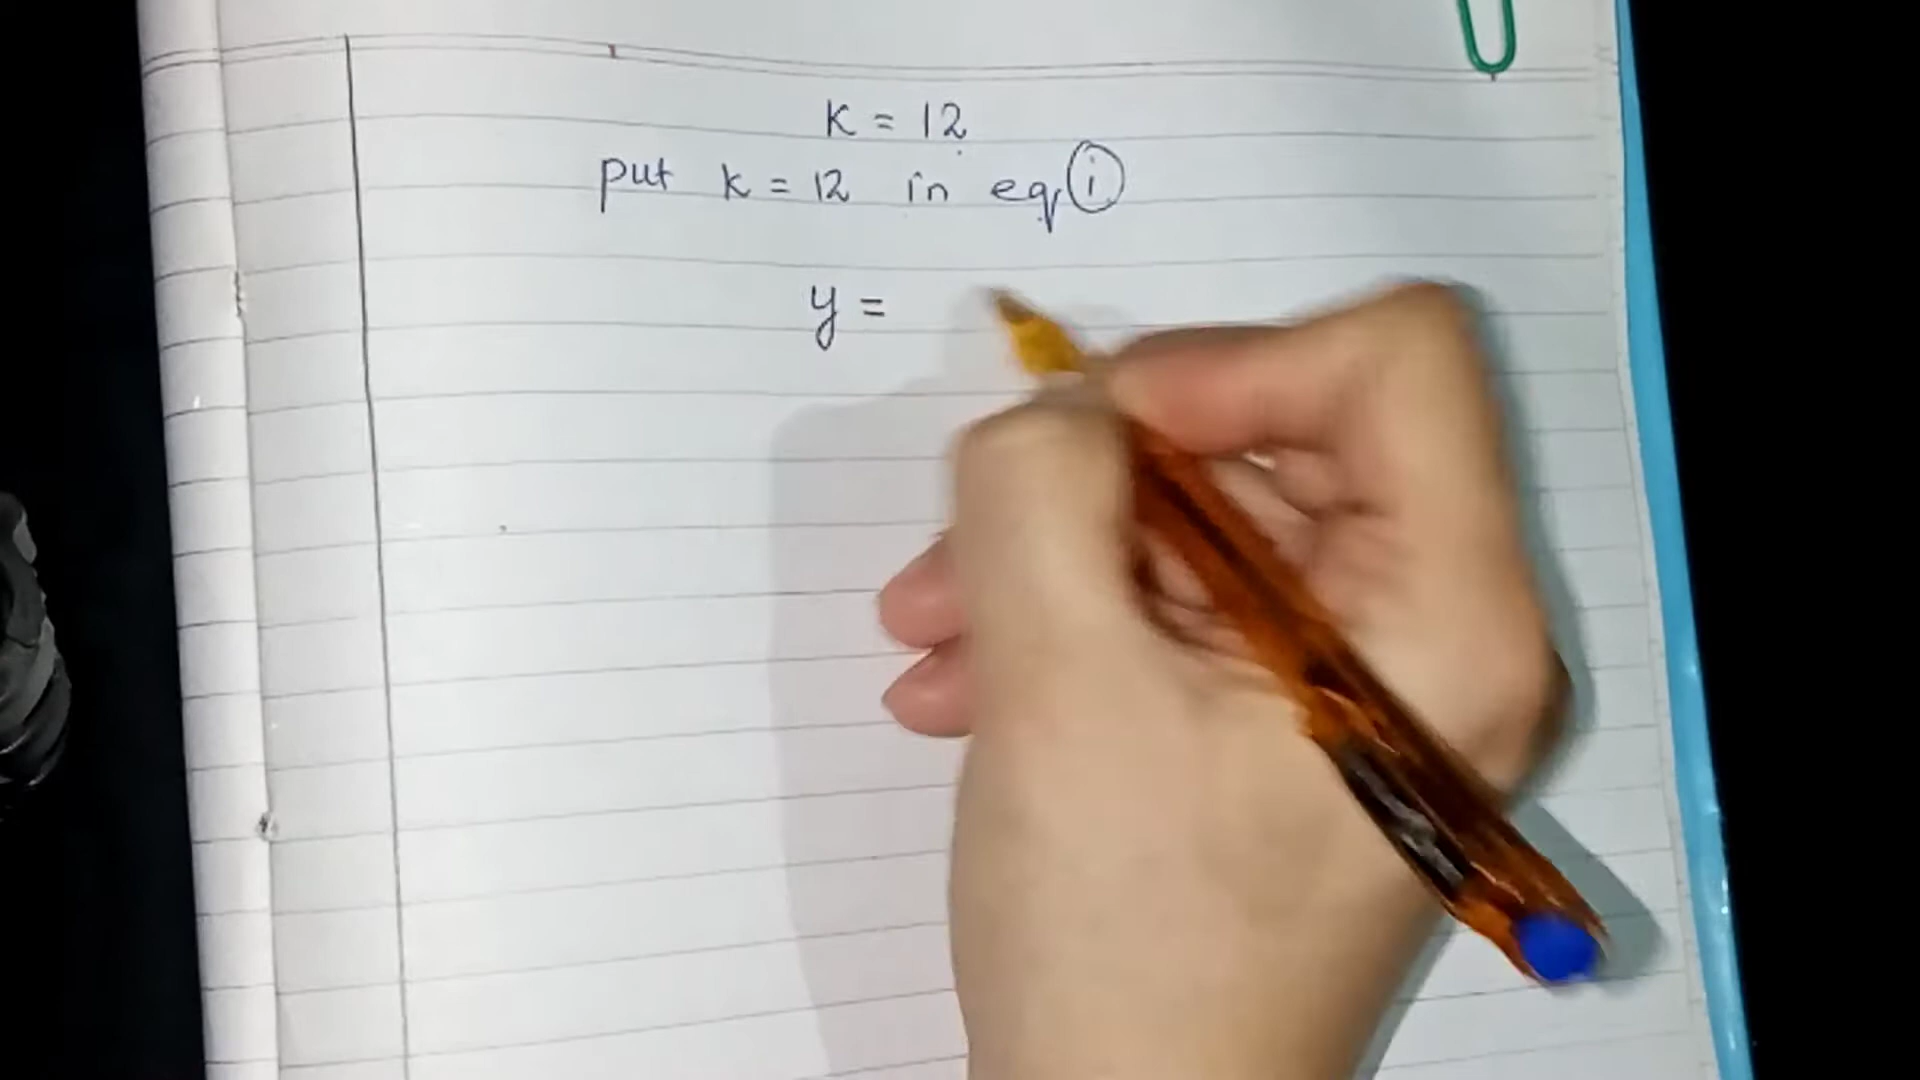 K = 12
put K = 12 in eq (i)
y =